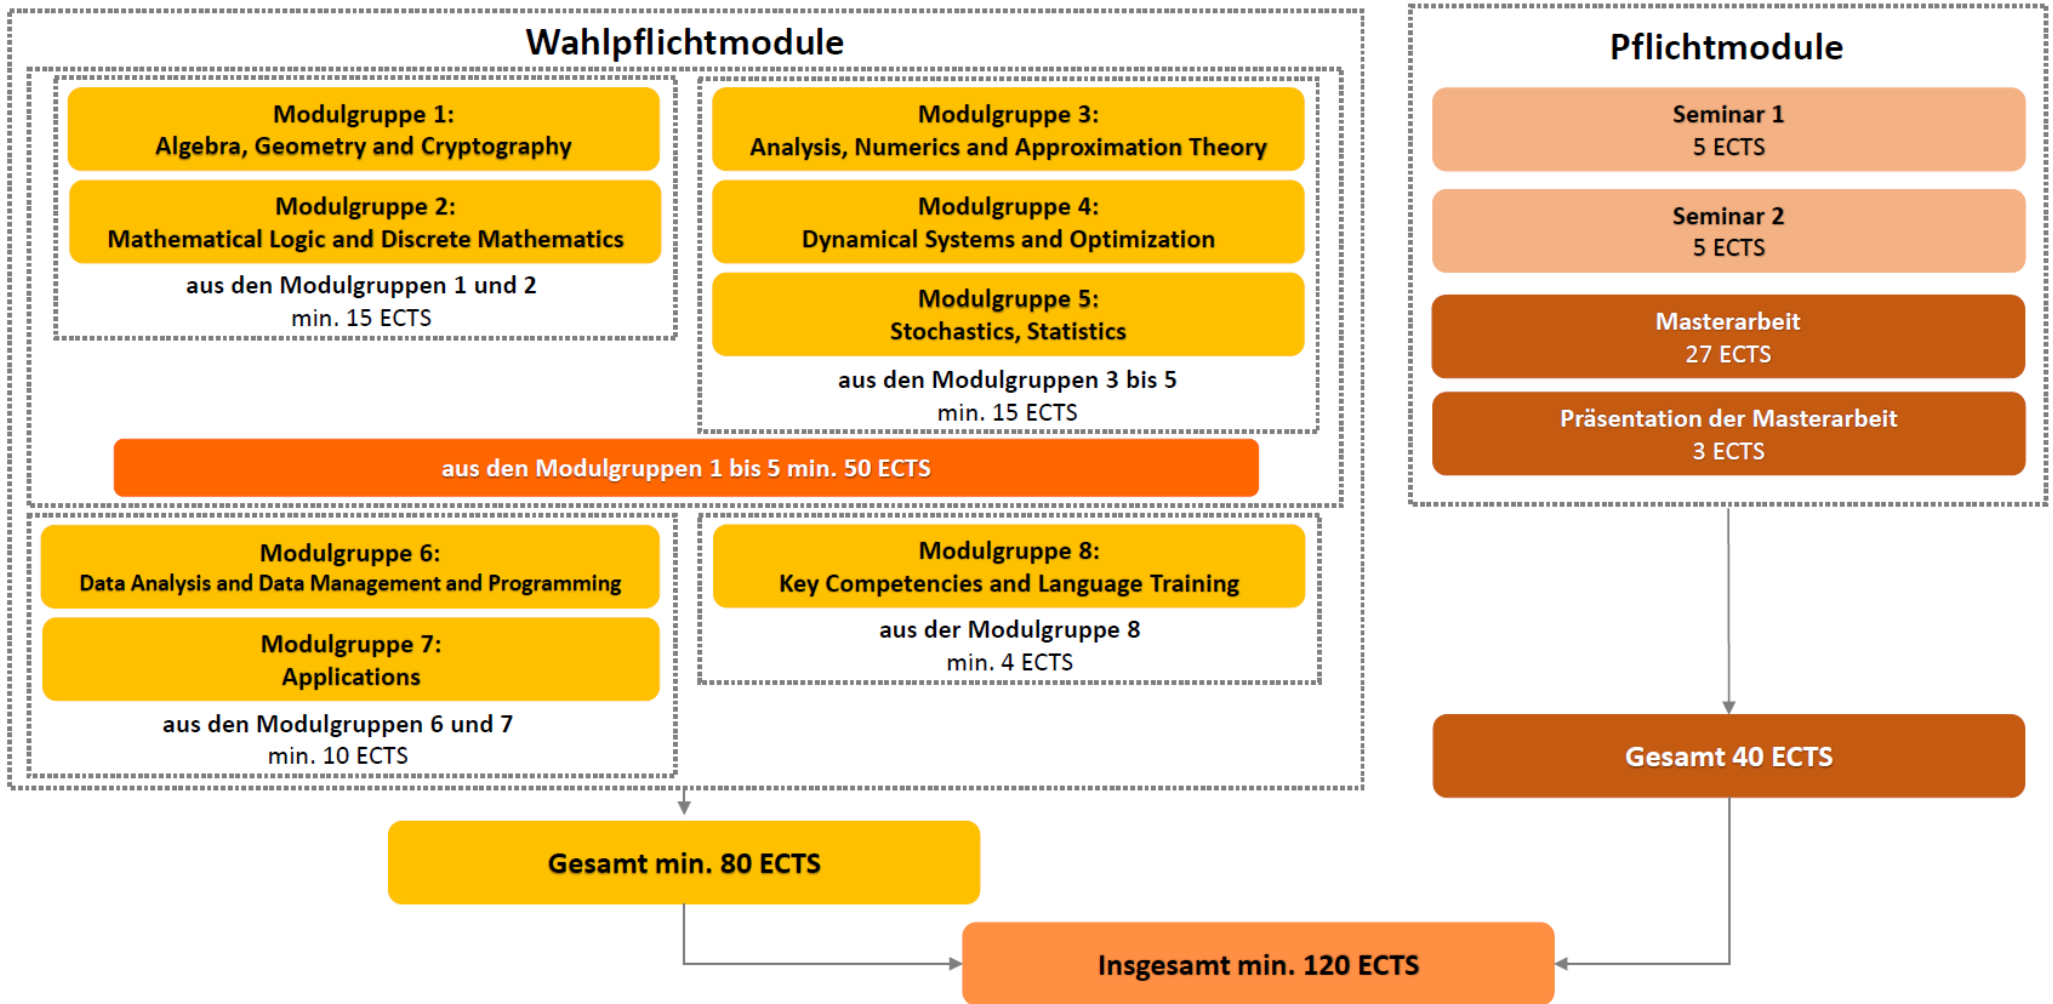 Wahlpflichtmodule
Modulgruppe 1:
Algebra, Geometry and Cryptography
Modulgruppe 2:
Mathematical Logic and Discrete Mathematics
aus den Modulgruppen 1 und 2
min. 15 ECTS
Modulgruppe 3:
Analysis, Numerics and Approximation Theory
Modulgruppe 4:
Dynamical Systems and Optimization
Modulgruppe 5:
Stochastics, Statistics
aus den Modulgruppen 3 bis 5
min. 15 ECTS
aus den Modulgruppen 1 bis 5 min. 50 ECTS
Modulgruppe 6:
Data Analysis and Data Management and Programming
Modulgruppe 7:
Applications
aus den Modulgruppen 6 und 7
min. 10 ECTS
Modulgruppe 8:
Key Competencies and Language Training
aus der Modulgruppe 8
min. 4 ECTS
Gesamt min. 80 ECTS
Pflichtmodule
Seminar 1
5 ECTS
Seminar 2
5 ECTS
Masterarbeit
27 ECTS
Präsentation der Masterarbeit
3 ECTS
Gesamt 40 ECTS
Insgesamt min. 120 ECTS